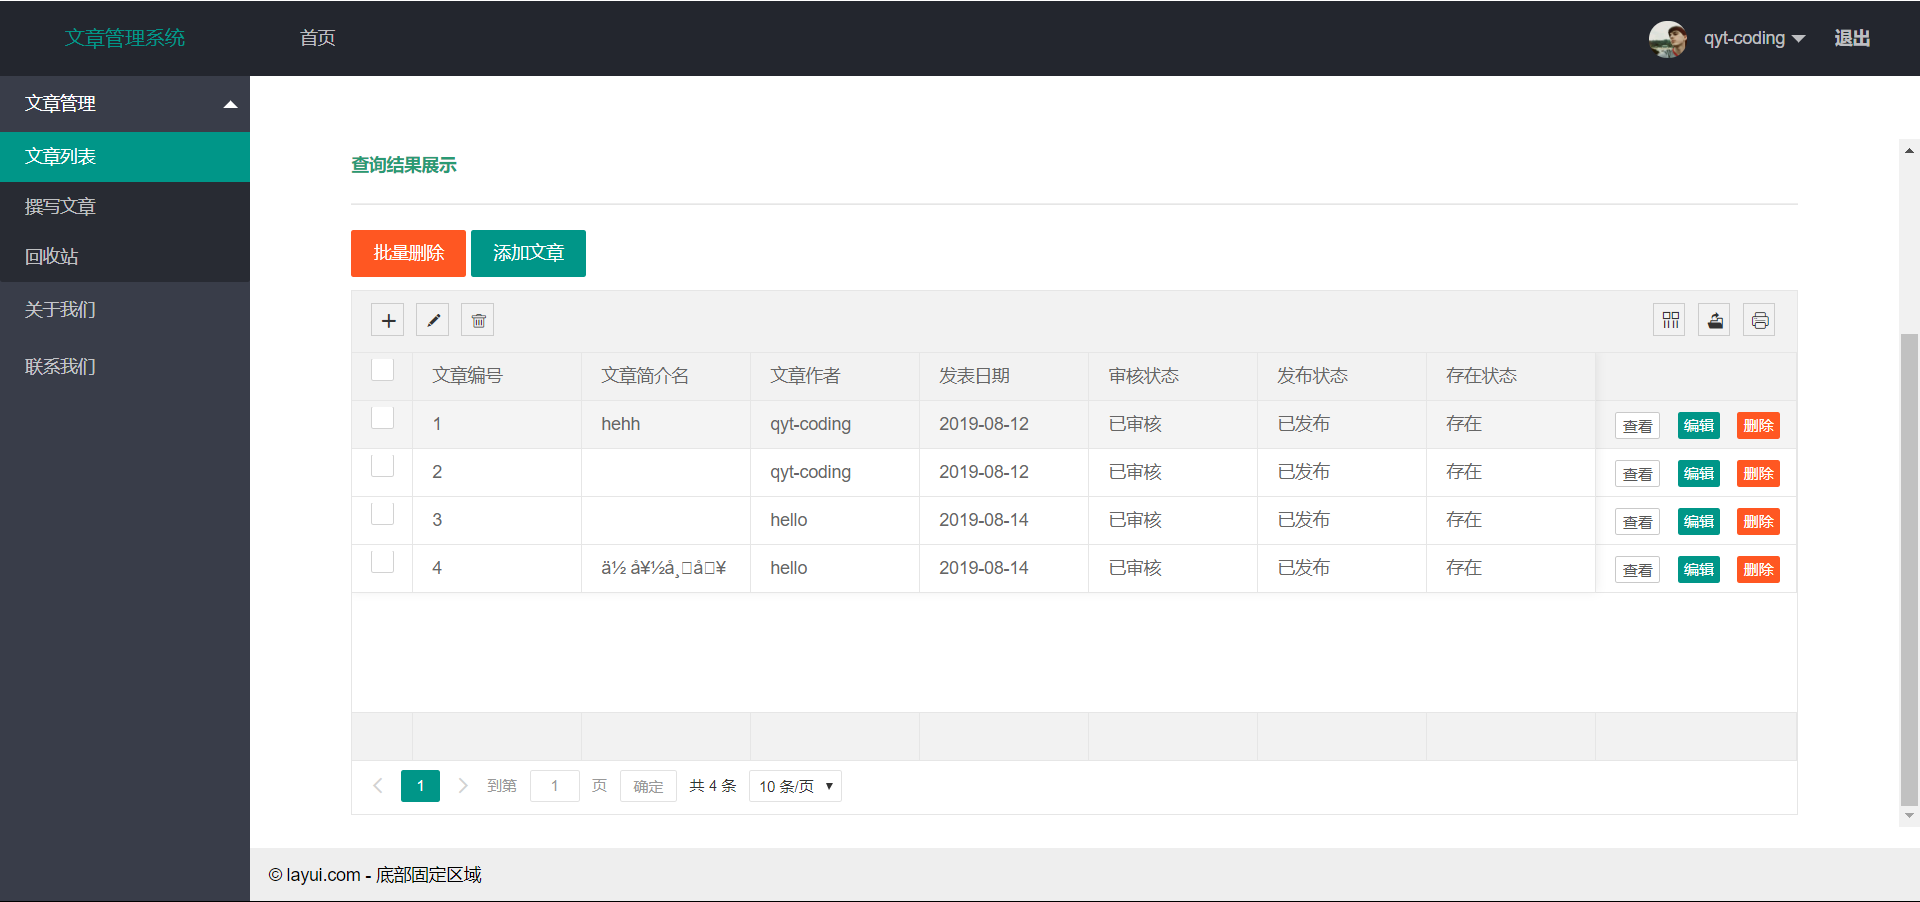 文章管理系统 首页 qyt-coding 退出
文章管理
文章列表
撰写文章
回收站
关于我们
联系我们
查询结果展示
批量删除 添加文章
文章编号 文章简介名 文章作者 发表日期 审核状态 发布状态 存在状态
1 hehh qyt-coding 2019-08-12 已审核 已发布 存在 查看 编辑 删除
2 qyt-coding 2019-08-12 已审核 已发布 存在 查看 编辑 删除
3 hello 2019-08-14 已审核 已发布 存在 查看 编辑 删除
4 ä½ å¥½å¸□å□¥ hello 2019-08-14 已审核 已发布 存在 查看 编辑 删除
1 到第 1 页 确定 共 4 条 10 条/页
© layui.com - 底部固定区域